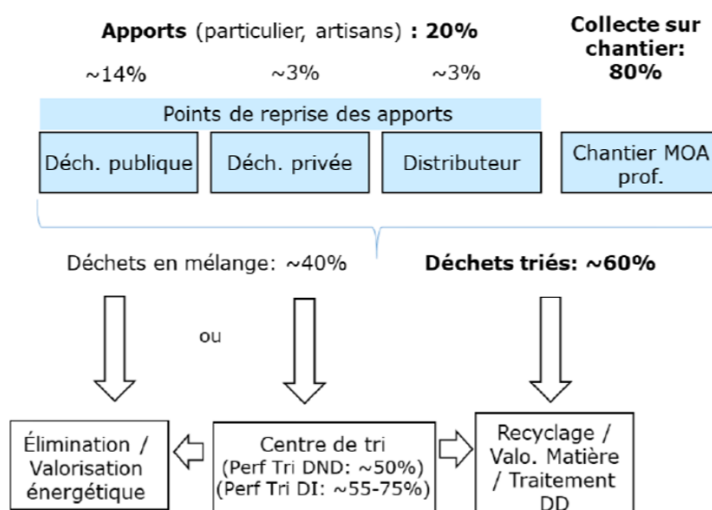 Apports (particulier, artisans) : 20%
Collecte sur
chantier:
80%
~14%
~3%
~3%
Points de reprise des apports
Déch. publique
Déch. privée
Distributeur
Chantier MOA
prof.
Déchets en mélange: ~40%
Déchets triés: ~60%
ou
Élimination /
Valorisation
énergétique
Centre de tri
(Perf Tri DND: ~50%)
(Perf Tri DI: ~55-75%)
Recyclage /
Valo. Matière
/ Traitement
DD